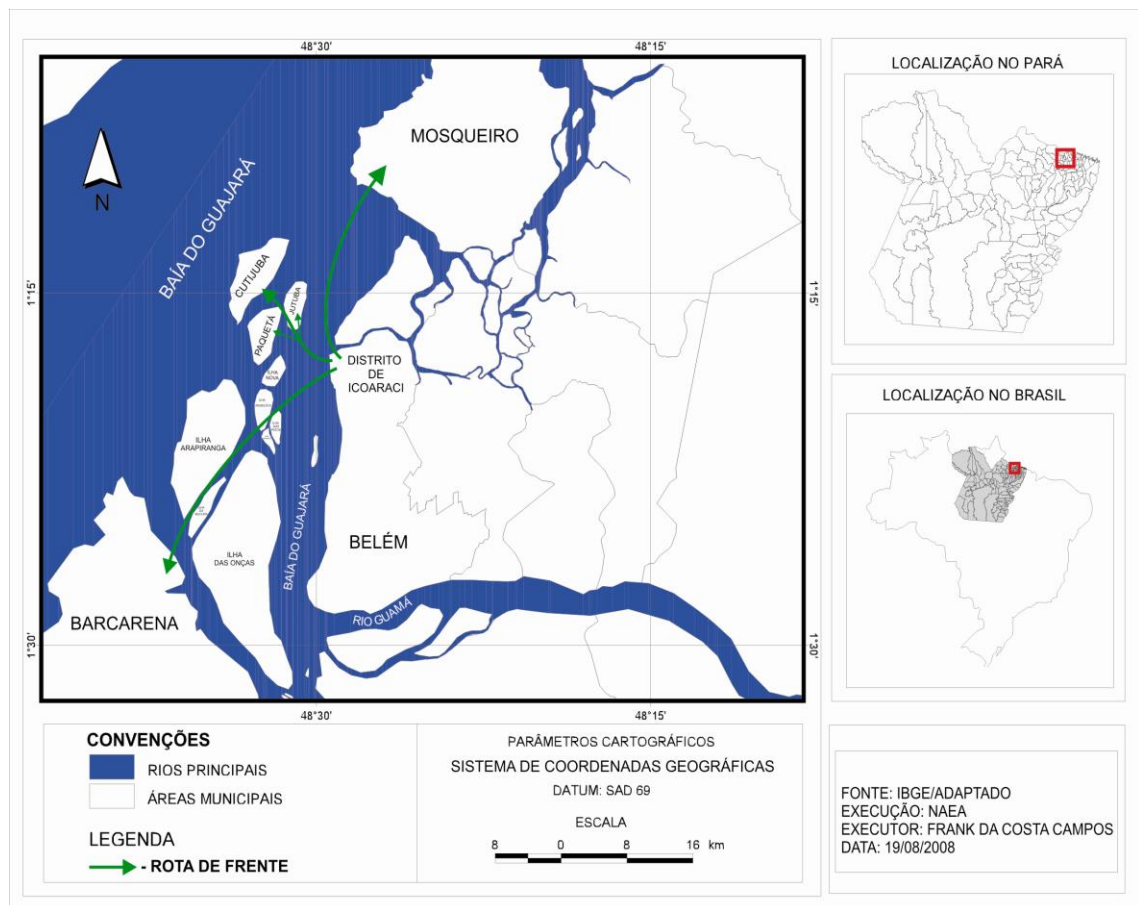 48°30'
48°15'
MOSQUEIRO
BAÍA DO GUAJARÁ
N
CUTIJUBA
JUTUBA
1°15'
1°15'
PAQUETÁ
DISTRITO
DE
ICOARACI
ILHA
NOVA
ILHA
ARAPIRANGA
BAÍA DO GUAJARÁ
BELÉM
ILHA
DAS ONÇAS
RIO GUAMÁ
BARCARENA
1°30'
1°30'
48°30'
48°15'
LOCALIZAÇÃO NO PARÁ
LOCALIZAÇÃO NO BRASIL
CONVENÇÕES
RIOS PRINCIPAIS
ÁREAS MUNICIPAIS
LEGENDA
- ROTA DE FRENTE
PARÂMETROS CARTOGRÁFICOS
SISTEMA DE COORDENADAS GEOGRÁFICAS
DATUM: SAD 69
ESCALA
8 0 8 16 km
FONTE: IBGE/ADAPTADO
EXECUÇÃO: NAEA
EXECUTOR: FRANK DA COSTA CAMPOS
DATA: 19/08/2008